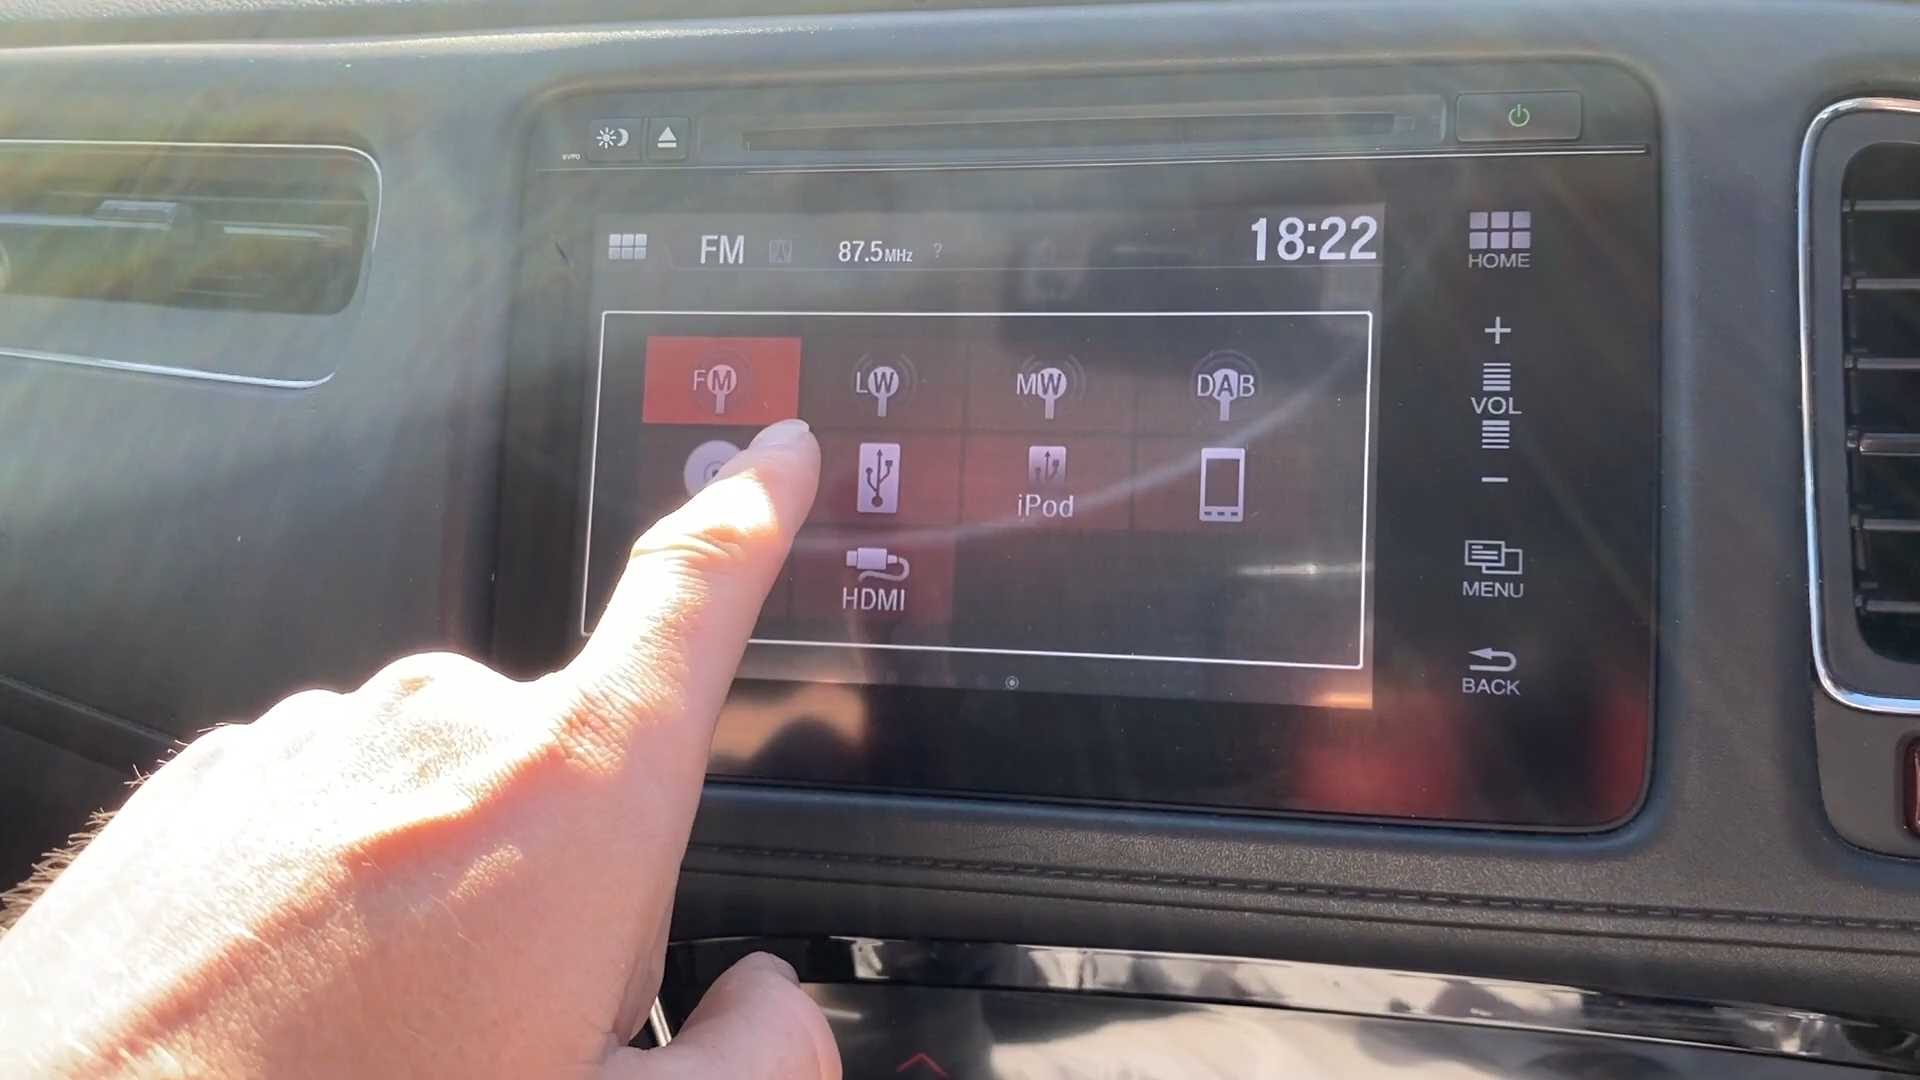 FM 87.5MHz ? 18:22
HOME
FM LW MW DAB
+
VOL
iPod
−
HDMI
MENU
BACK